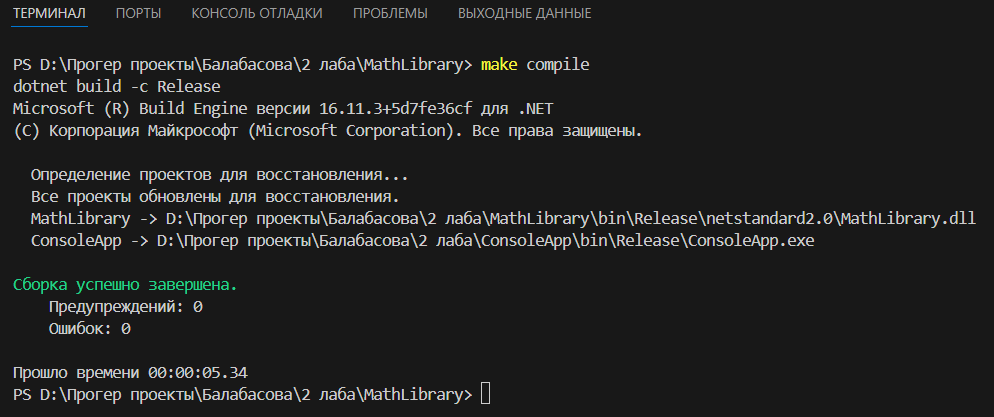 ТЕРМИНАЛ ПОРТЫ КОНСОЛЬ ОТЛАДКИ ПРОБЛЕМЫ ВЫХОДНЫЕ ДАННЫЕ
PS D:\Прогер проекты\Балабасова\2 лаба\MathLibrary> make compile
dotnet build -c Release
Microsoft (R) Build Engine версии 16.11.3+5d7fe36cf для .NET
(C) Корпорация Майкрософт (Microsoft Corporation). Все права защищены.
Определение проектов для восстановления...
Все проекты обновлены для восстановления.
MathLibrary -> D:\Прогер проекты\Балабасова\2 лаба\MathLibrary\bin\Release\netstandard2.0\MathLibrary.dll
ConsoleApp -> D:\Прогер проекты\Балабасова\2 лаба\ConsoleApp\bin\Release\ConsoleApp.exe
Сборка успешно завершена.
Предупреждений: 0
Ошибок: 0
Прошло времени 00:00:05.34
PS D:\Прогер проекты\Балабасова\2 лаба\MathLibrary>